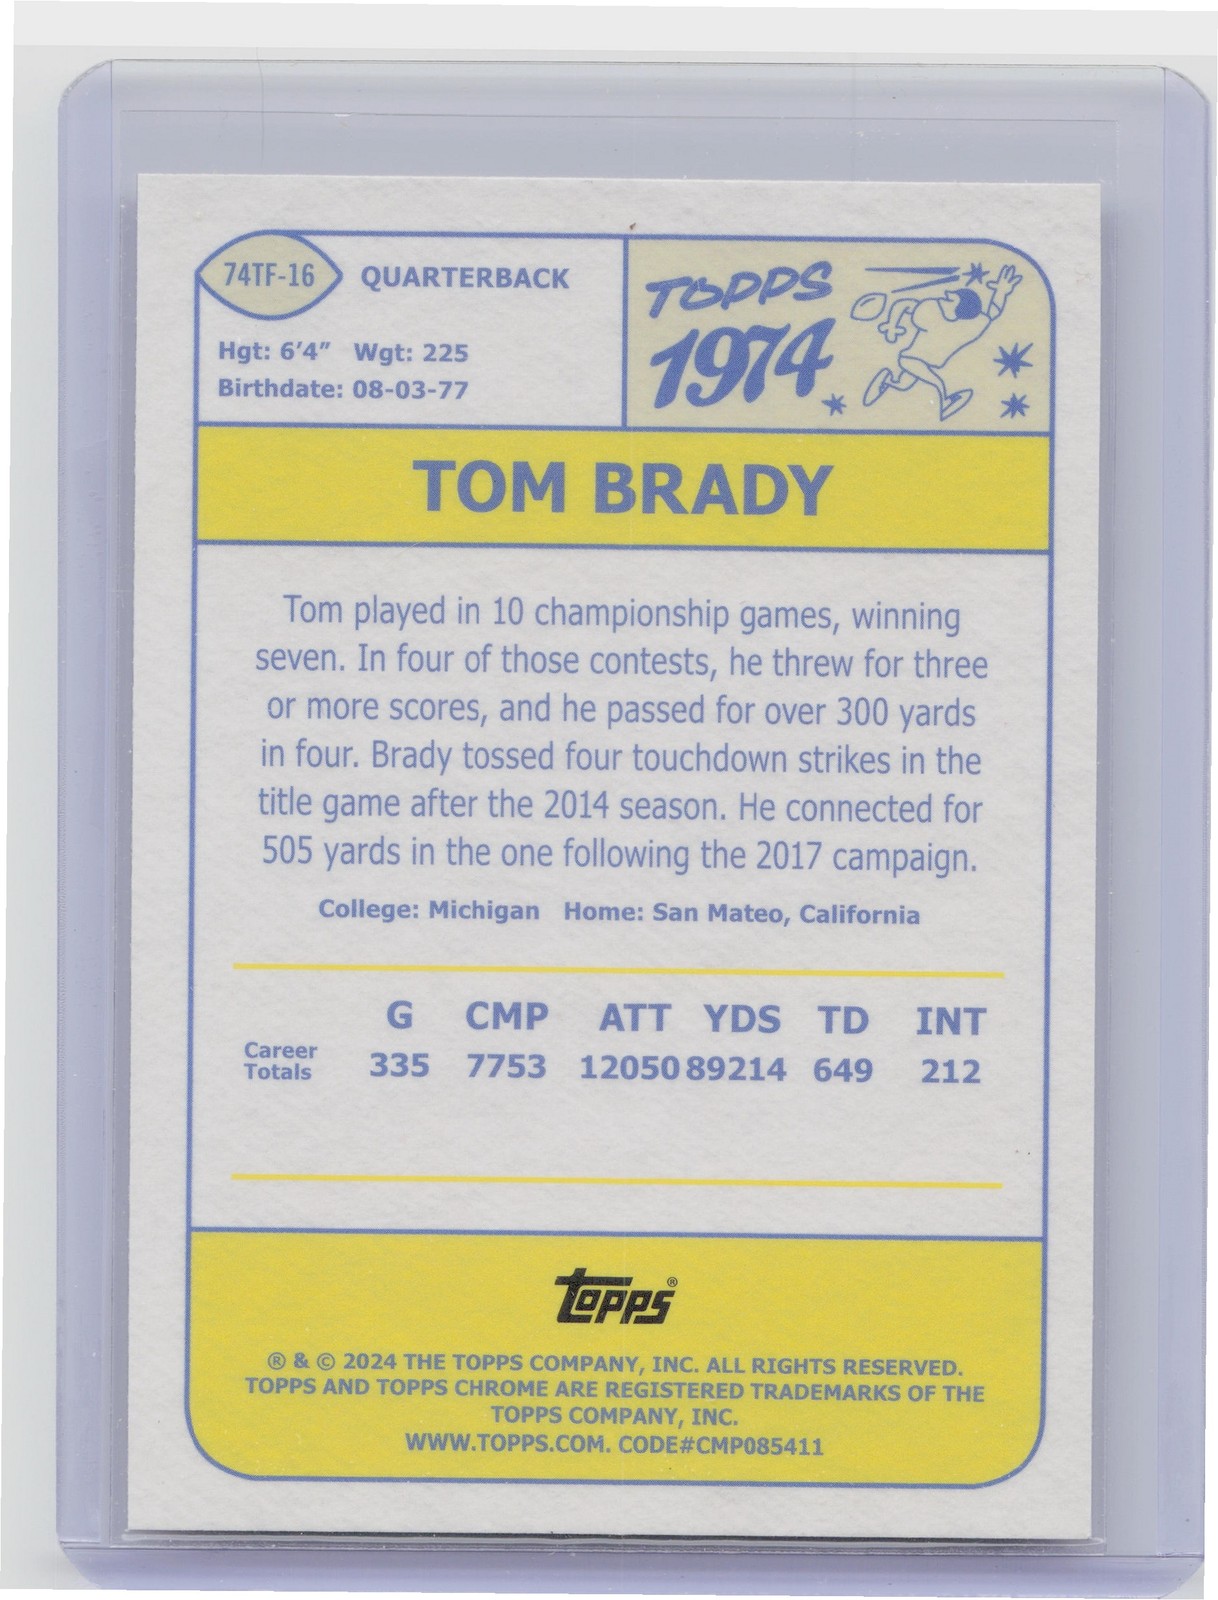 74TF-16 QUARTERBACK
Hgt: 6'4" Wgt: 225
Birthdate: 08-03-77
TOPPS
1974
TOM BRADY
Tom played in 10 championship games, winning
seven. In four of those contests, he threw for three
or more scores, and he passed for over 300 yards
in four. Brady tossed four touchdown strikes in the
title game after the 2014 season. He connected for
505 yards in the one following the 2017 campaign.
College: Michigan Home: San Mateo, California
G CMP ATT YDS TD INT
Career Totals 335 7753 12050 89214 649 212
topps®
® & © 2024 THE TOPPS COMPANY, INC. ALL RIGHTS RESERVED.
TOPPS AND TOPPS CHROME ARE REGISTERED TRADEMARKS OF THE
TOPPS COMPANY, INC.
WWW.TOPPS.COM. CODE#CMP085411